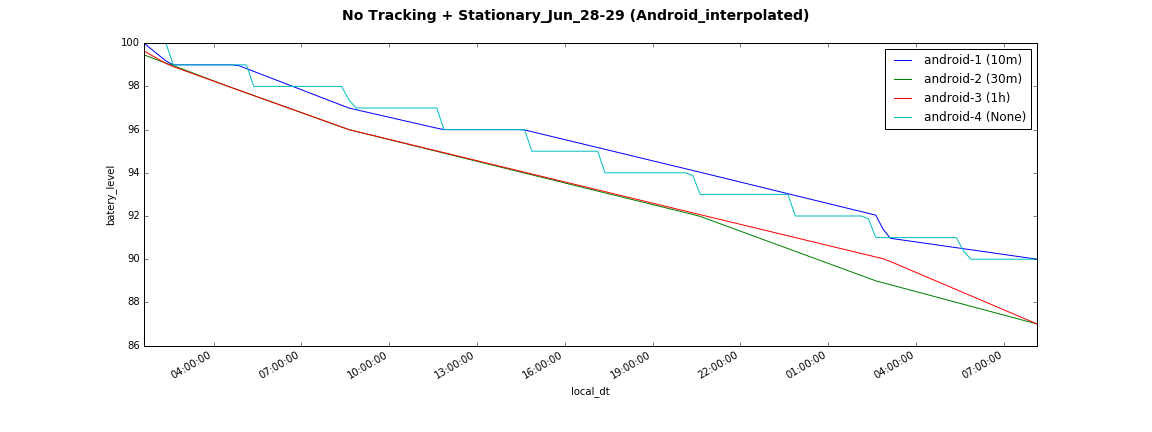 No Tracking + Stationary_Jun_28-29 (Android_interpolated)
100
98
96
94
92
90
88
86
batery_level
android-1 (10m)
android-2 (30m)
android-3 (1h)
android-4 (None)
04:00:00
07:00:00
10:00:00
13:00:00
16:00:00
19:00:00
22:00:00
01:00:00
04:00:00
07:00:00
local_dt